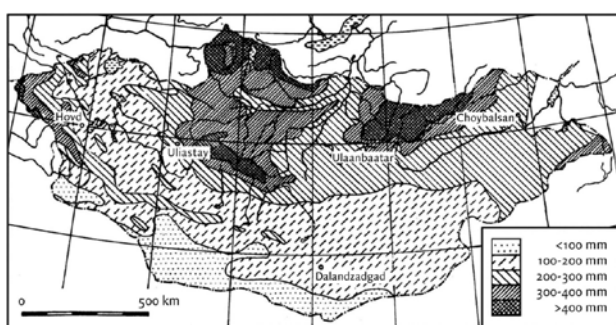 Hovd
Choybalsan
Uliastay
Ulaanbaatar
Dalandzadgad
<100 mm
100-200 mm
200-300 mm
300-400 mm
>400 mm
0 500 km